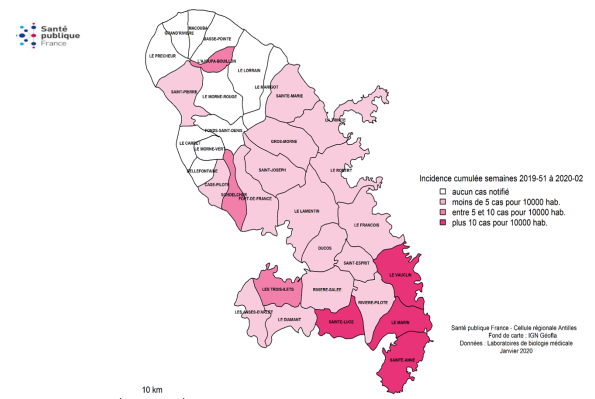 Santé
publique
France
MACOUBA
GRAND'RIVIERE
BASSE-POINTE
LE PRECHEUR
L'AJOUPA-BOUILLON
LE LORRAIN
LE MARIGOT
SAINT-PIERRE
LE MORNE-ROUGE
SAINTE-MARIE
LA TRINITE
FONDS-SAINT-DENIS
LE CARBET
GROS-MORNE
LE MORNE-VERT
BELLEFONTAINE
SAINT-JOSEPH
LE ROBERT
CASE-PILOTE
SCHOELCHER
FORT-DE-FRANCE
LE LAMENTIN
LE FRANCOIS
DUCOS
SAINT-ESPRIT
LE VAUCLIN
LES TROIS-ILETS
RIVIERE-SALEE
RIVIERE-PILOTE
LES ANSES-D'ARLET
LE DIAMANT
SAINTE-LUCE
LE MARIN
SAINTE-ANNE
Incidence cumulée semaines 2019-51 à 2020-02
aucun cas notifié
moins de 5 cas pour 10000 hab.
entre 5 et 10 cas pour 10000 hab.
plus 10 cas pour 10000 hab.
Santé publique France - Cellule régionale Antilles
Fond de carte : IGN Géofla
Données : Laboratoires de biologie médicale
Janvier 2020
10 km